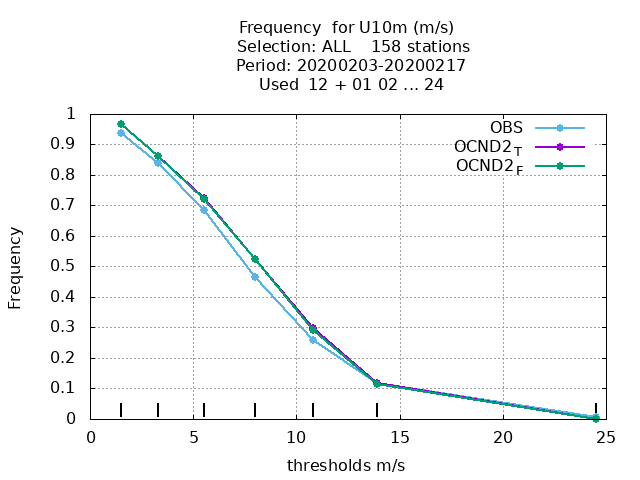 Frequency  for U10m (m/s)
Selection: ALL    158 stations
Period: 20200203-20200217
Used  12 + 01 02 ... 24
OBS
OCND2T
OCND2F
1
0.9
0.8
0.7
0.6
0.5
0.4
0.3
0.2
0.1
0
Frequency
0 5 10 15 20 25
thresholds m/s